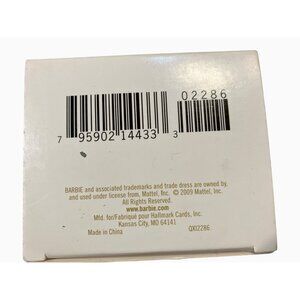 02286
7 95902 14433 3
BARBIE and associated trademarks and trade dress are owned by,
and used under license from, Mattel, Inc. © 2009 Mattel, Inc.
All Rights Reserved.
www.barbie.com
Mfd. for/Fabriqué pour Hallmark Cards, Inc.
Kansas City, MO 64141
Made in China QXI2286